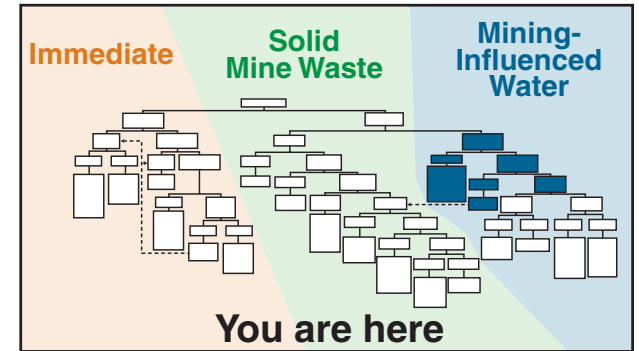 Immediate
Solid
Mine Waste
Mining-
Influenced
Water
You are here